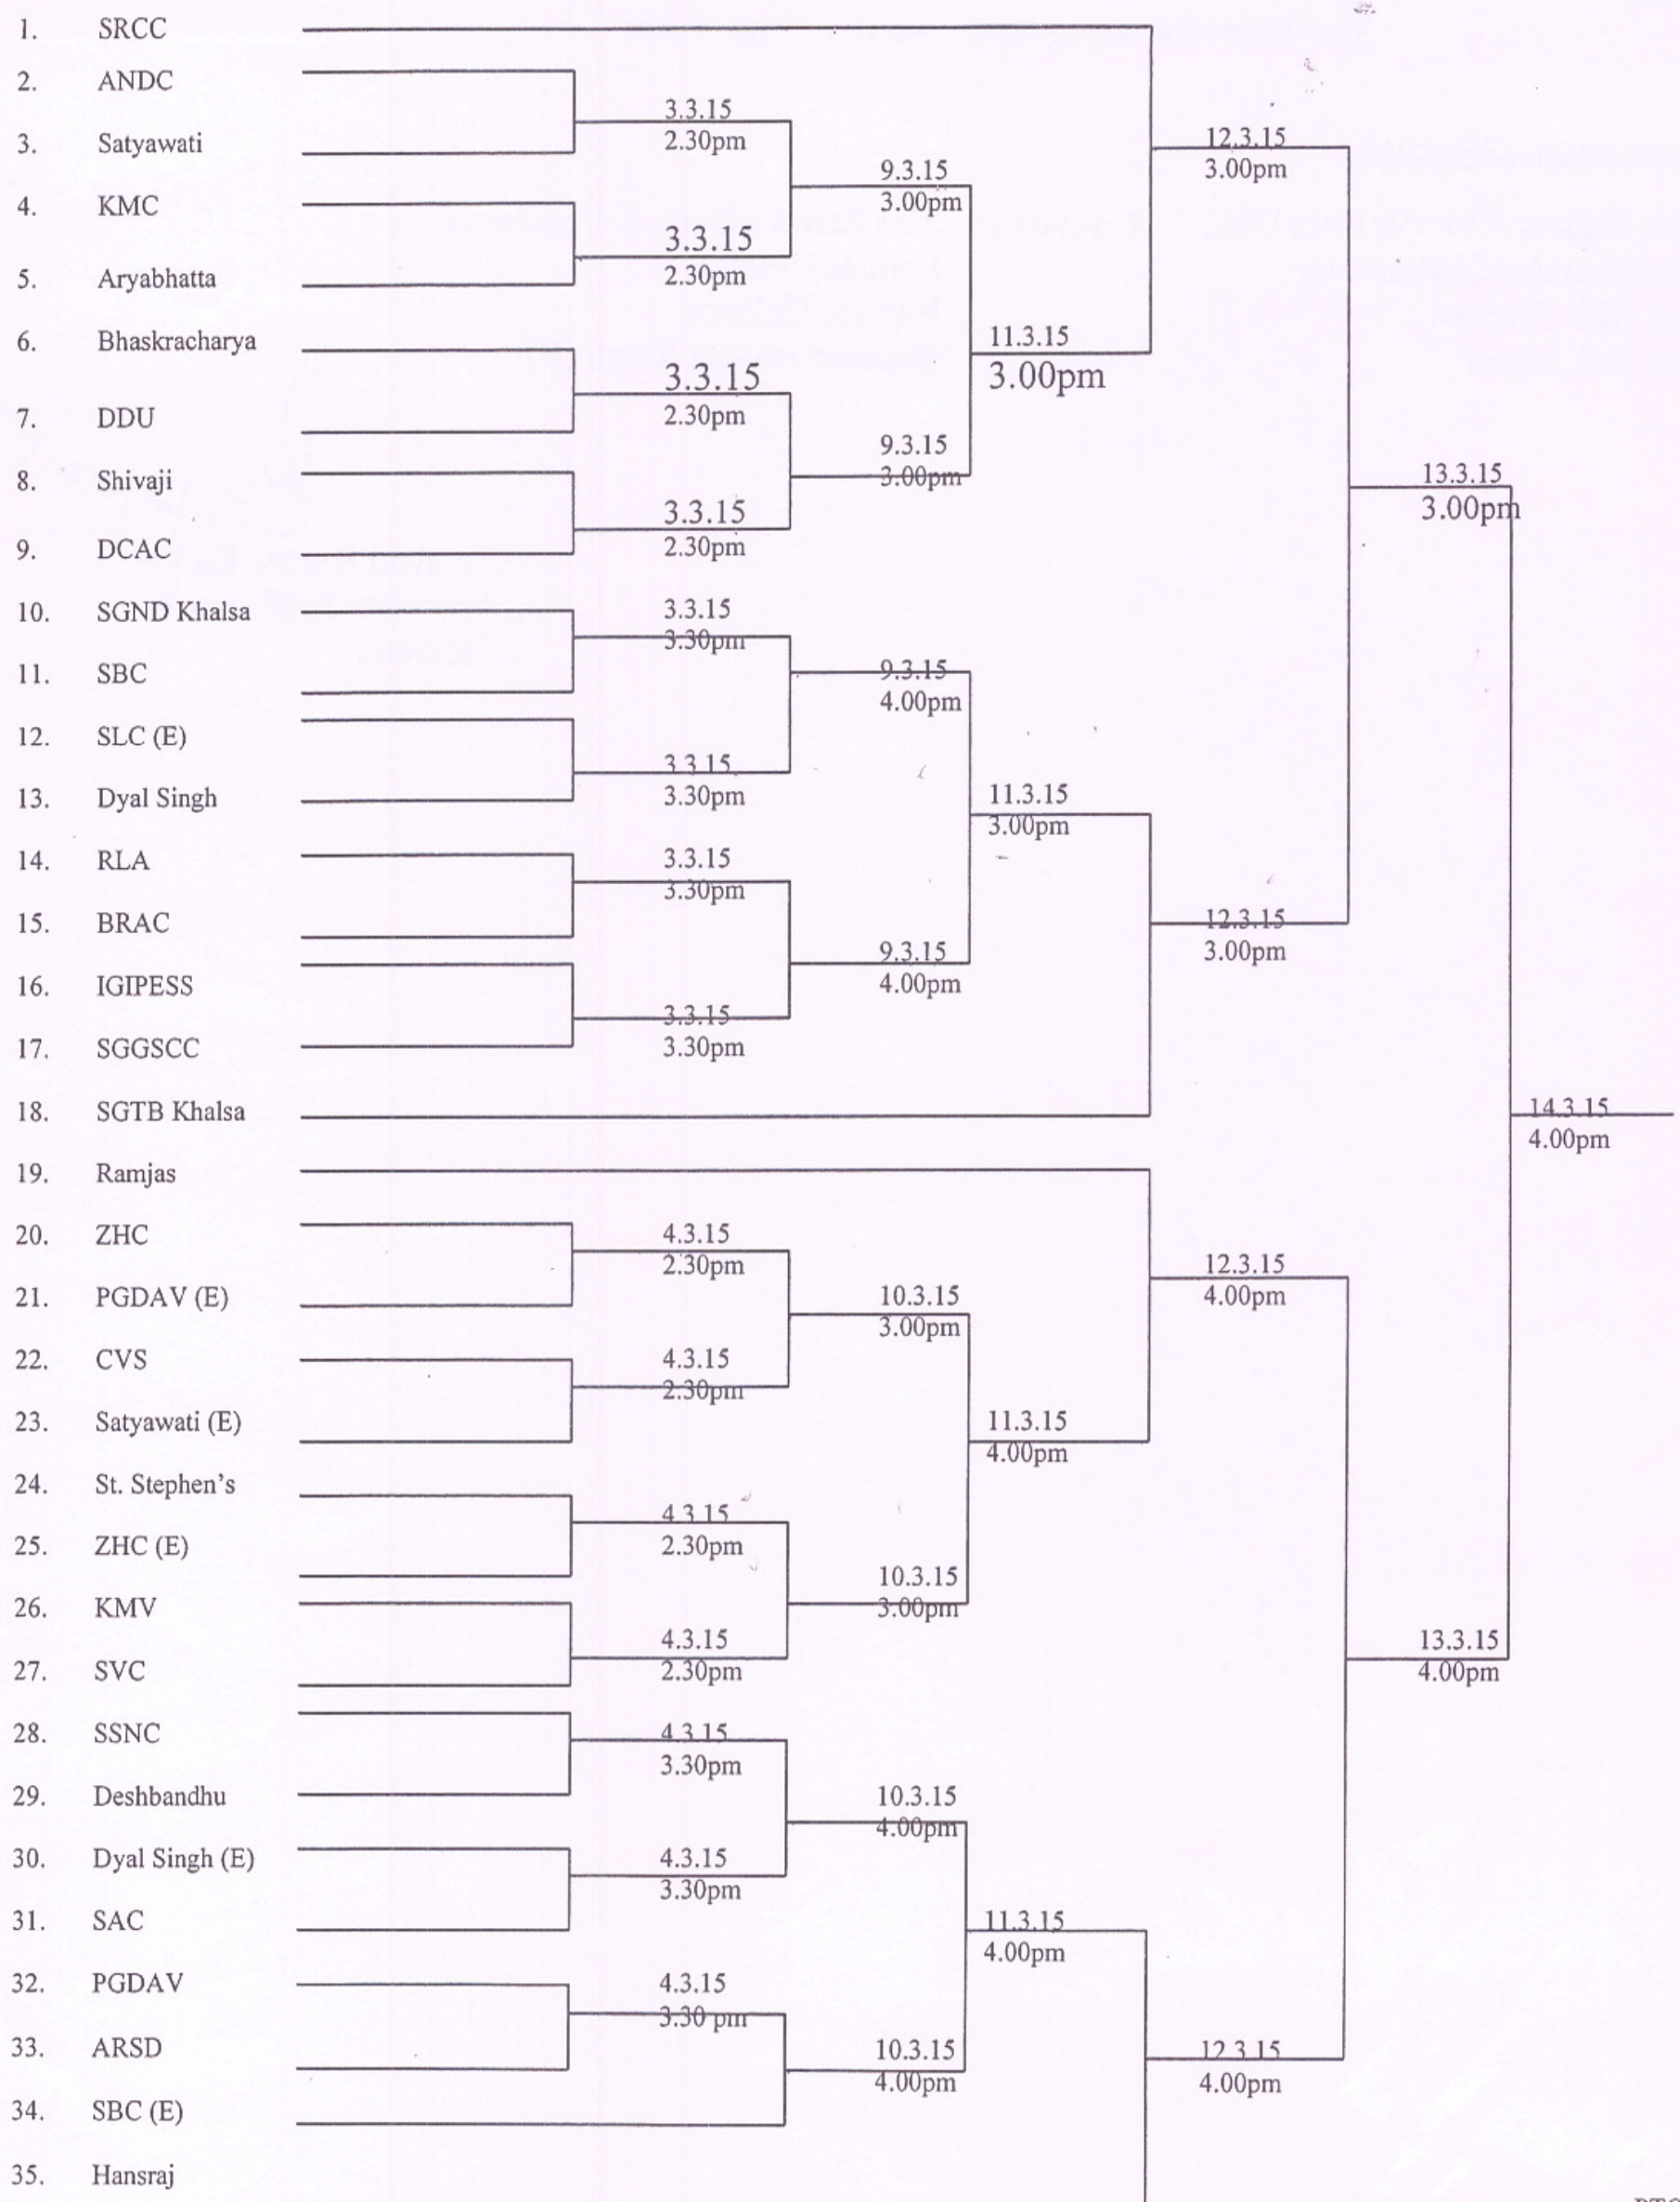 1. SRCC
2. ANDC
3.3.15
3. Satyawati
2.30pm
12.3.15
3.00pm
9.3.15
3.00pm
4. KMC
3.3.15
5. Aryabhatta
2.30pm
6. Bhaskracharya
11.3.15
3.00pm
3.3.15
7. DDU
2.30pm
9.3.15
3.00pm
8. Shivaji
13.3.15
3.00pm
3.3.15
9. DCAC
2.30pm
10. SGND Khalsa
3.3.15
3.30pm
11. SBC
9.3.15
4.00pm
12. SLC (E)
3.3.15
13. Dyal Singh
3.30pm
11.3.15
3.00pm
14. RLA
3.3.15
3.30pm
15. BRAC
12.3.15
3.00pm
9.3.15
4.00pm
16. IGIPESS
3.3.15
17. SGGSCC
3.30pm
18. SGTB Khalsa
14.3.15
4.00pm
19. Ramjas
20. ZHC
4.3.15
2.30pm
12.3.15
4.00pm
21. PGDAV (E)
10.3.15
3.00pm
22. CVS
4.3.15
2.30pm
23. Satyawati (E)
11.3.15
4.00pm
24. St. Stephen's
4.3.15
25. ZHC (E)
2.30pm
10.3.15
3.00pm
26. KMV
4.3.15
27. SVC
2.30pm
13.3.15
4.00pm
28. SSNC
4.3.15
3.30pm
29. Deshbandhu
10.3.15
4.00pm
30. Dyal Singh (E)
4.3.15
3.30pm
31. SAC
11.3.15
4.00pm
32. PGDAV
4.3.15
3.30 pm
33. ARSD
10.3.15
4.00pm
12.3.15
4.00pm
34. SBC (E)
35. Hansraj